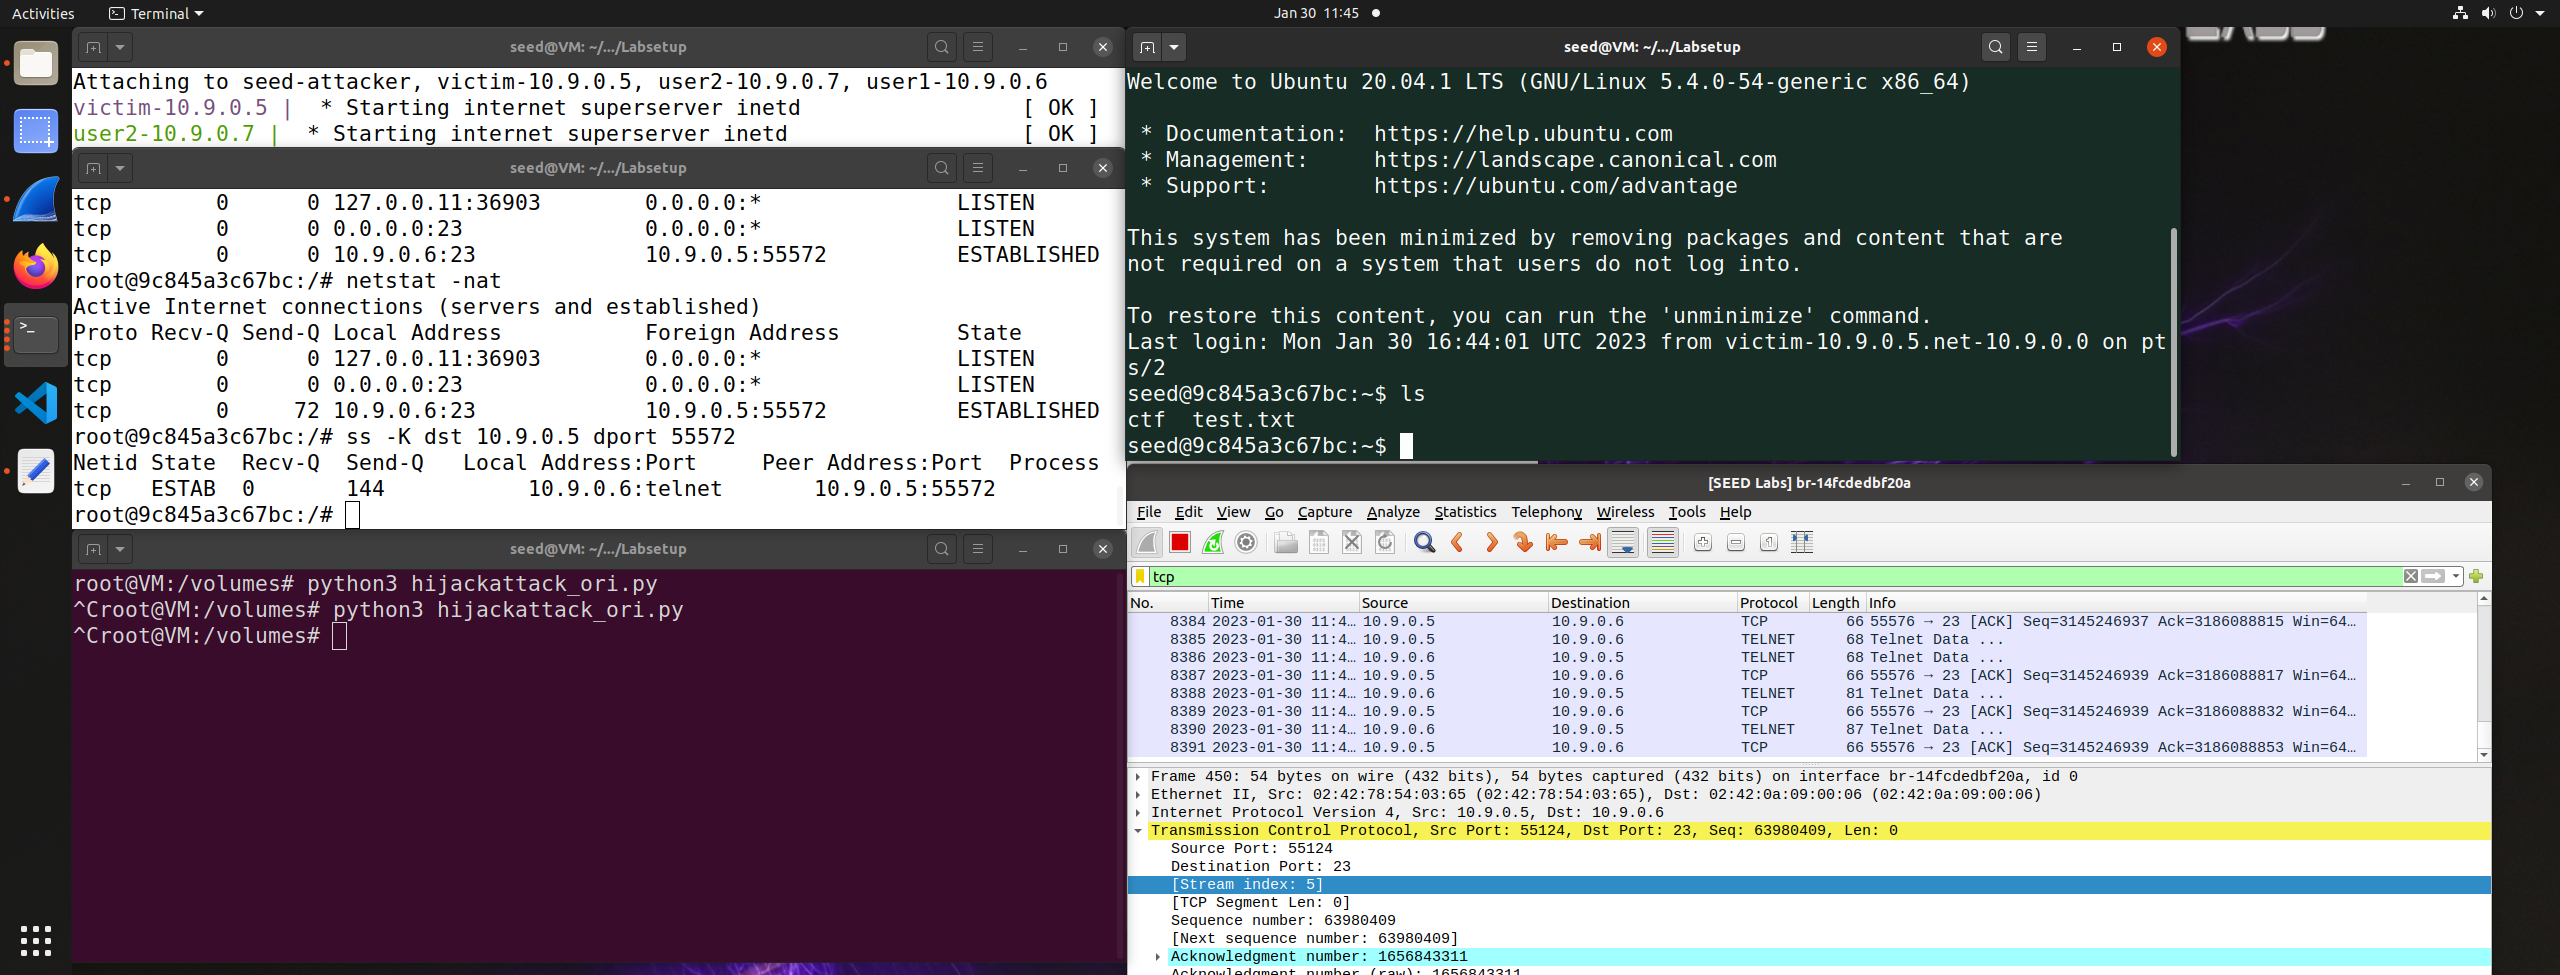 Activities
Terminal
Jan 30 11:45
seed@VM: ~/.../Labsetup
Attaching to seed-attacker, victim-10.9.0.5, user2-10.9.0.7, user1-10.9.0.6
victim-10.9.0.5 |  * Starting internet superserver inetd                 [ OK ]
user2-10.9.0.7 |  * Starting internet superserver inetd                  [ OK ]
seed@VM: ~/.../Labsetup
tcp        0      0 127.0.0.11:36903        0.0.0.0:*               LISTEN
tcp        0      0 0.0.0.0:23              0.0.0.0:*               LISTEN
tcp        0      0 10.9.0.6:23             10.9.0.5:55572          ESTABLISHED
root@9c845a3c67bc:/# netstat -nat
Active Internet connections (servers and established)
Proto Recv-Q Send-Q Local Address           Foreign Address         State
tcp        0      0 127.0.0.11:36903        0.0.0.0:*               LISTEN
tcp        0      0 0.0.0.0:23              0.0.0.0:*               LISTEN
tcp        0     72 10.9.0.6:23             10.9.0.5:55572          ESTABLISHED
root@9c845a3c67bc:/# ss -K dst 10.9.0.5 dport 55572
Netid State  Recv-Q  Send-Q   Local Address:Port     Peer Address:Port  Process
tcp   ESTAB  0       144           10.9.0.6:telnet       10.9.0.5:55572
root@9c845a3c67bc:/#
seed@VM: ~/.../Labsetup
root@VM:/volumes# python3 hijackattack_ori.py
^Croot@VM:/volumes# python3 hijackattack_ori.py
^Croot@VM:/volumes#
seed@VM: ~/.../Labsetup
Welcome to Ubuntu 20.04.1 LTS (GNU/Linux 5.4.0-54-generic x86_64)
 * Documentation:  https://help.ubuntu.com
 * Management:     https://landscape.canonical.com
 * Support:        https://ubuntu.com/advantage
This system has been minimized by removing packages and content that are
not required on a system that users do not log into.
To restore this content, you can run the 'unminimize' command.
Last login: Mon Jan 30 16:44:01 UTC 2023 from victim-10.9.0.5.net-10.9.0.0 on pt
s/2
seed@9c845a3c67bc:~$ ls
ctf  test.txt
seed@9c845a3c67bc:~$
[SEED Labs] br-14fcdedbf20a
File Edit View Go Capture Analyze Statistics Telephony Wireless Tools Help
tcp
No. Time Source Destination Protocol Length Info
8384 2023-01-30 11:4… 10.9.0.5 10.9.0.6 TCP 66 55576 → 23 [ACK] Seq=3145246937 Ack=3186088815 Win=64…
8385 2023-01-30 11:4… 10.9.0.5 10.9.0.6 TELNET 68 Telnet Data ...
8386 2023-01-30 11:4… 10.9.0.6 10.9.0.5 TELNET 68 Telnet Data ...
8387 2023-01-30 11:4… 10.9.0.5 10.9.0.6 TCP 66 55576 → 23 [ACK] Seq=3145246939 Ack=3186088817 Win=64…
8388 2023-01-30 11:4… 10.9.0.6 10.9.0.5 TELNET 81 Telnet Data ...
8389 2023-01-30 11:4… 10.9.0.5 10.9.0.6 TCP 66 55576 → 23 [ACK] Seq=3145246939 Ack=3186088832 Win=64…
8390 2023-01-30 11:4… 10.9.0.6 10.9.0.5 TELNET 87 Telnet Data ...
8391 2023-01-30 11:4… 10.9.0.5 10.9.0.6 TCP 66 55576 → 23 [ACK] Seq=3145246939 Ack=3186088853 Win=64…
Frame 450: 54 bytes on wire (432 bits), 54 bytes captured (432 bits) on interface br-14fcdedbf20a, id 0
Ethernet II, Src: 02:42:78:54:03:65 (02:42:78:54:03:65), Dst: 02:42:0a:09:00:06 (02:42:0a:09:00:06)
Internet Protocol Version 4, Src: 10.9.0.5, Dst: 10.9.0.6
Transmission Control Protocol, Src Port: 55124, Dst Port: 23, Seq: 63980409, Len: 0
Source Port: 55124
Destination Port: 23
[Stream index: 5]
[TCP Segment Len: 0]
Sequence number: 63980409
[Next sequence number: 63980409]
Acknowledgment number: 1656843311
Acknowledgment number (raw): 1656843311